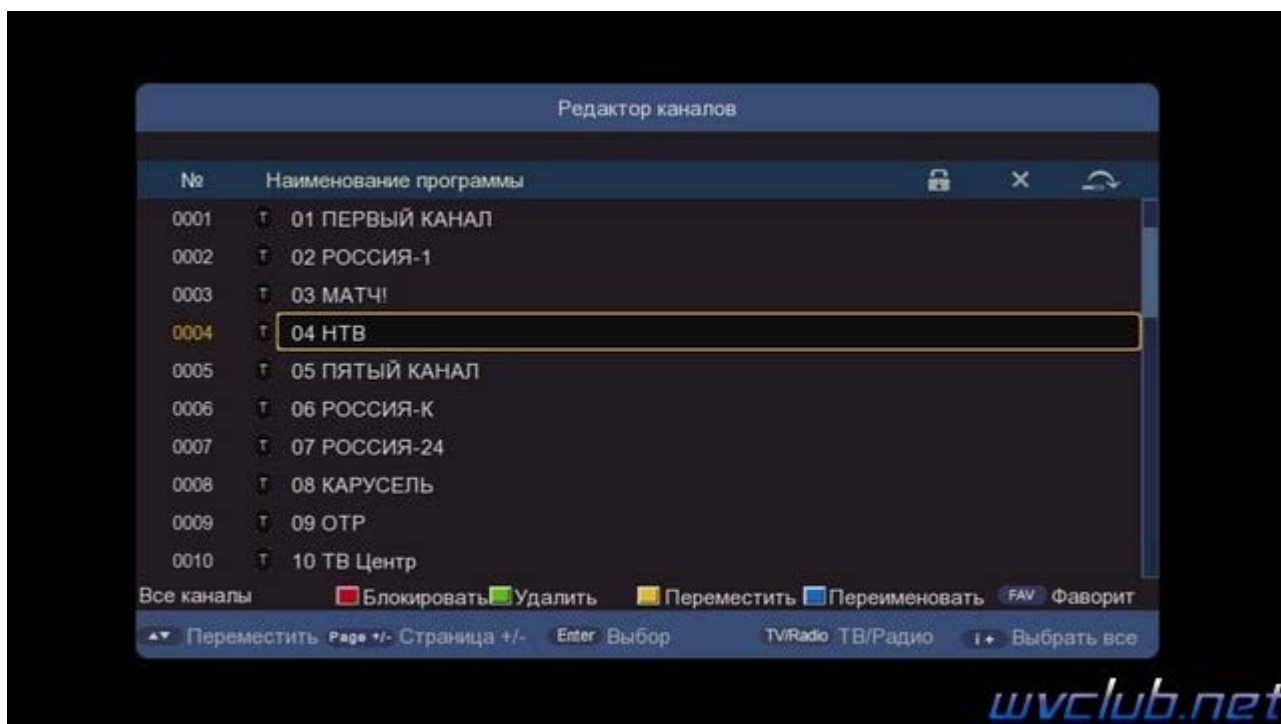 Редактор каналов
№ Наименование программы
0001 T 01 ПЕРВЫЙ КАНАЛ
0002 T 02 РОССИЯ-1
0003 T 03 МАТЧ!
0004 T 04 НТВ
0005 T 05 ПЯТЫЙ КАНАЛ
0006 T 06 РОССИЯ-К
0007 T 07 РОССИЯ-24
0008 T 08 КАРУСЕЛЬ
0009 T 09 ОТР
0010 T 10 ТВ Центр
Все каналы Блокировать Удалить Переместить Переименовать FAV Фаворит
Переместить Page +/- Страница +/- Enter Выбор TV/Radio ТВ/Радио i+ Выбрать все
wvclub.net